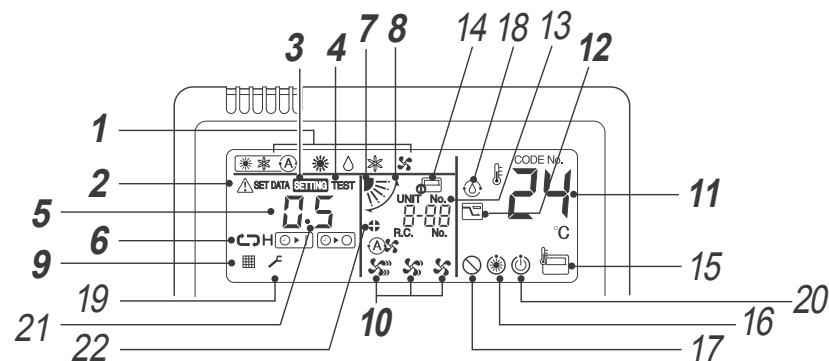 3 4 7 8 14 18 13 12
1
CODE No.
A
2
SET DATA SETTING TEST
UNIT No.
24
11
5
0.5
8-88
R.C. No.
°C
6
H
A
9
15
19
10
20
21
16
22
17